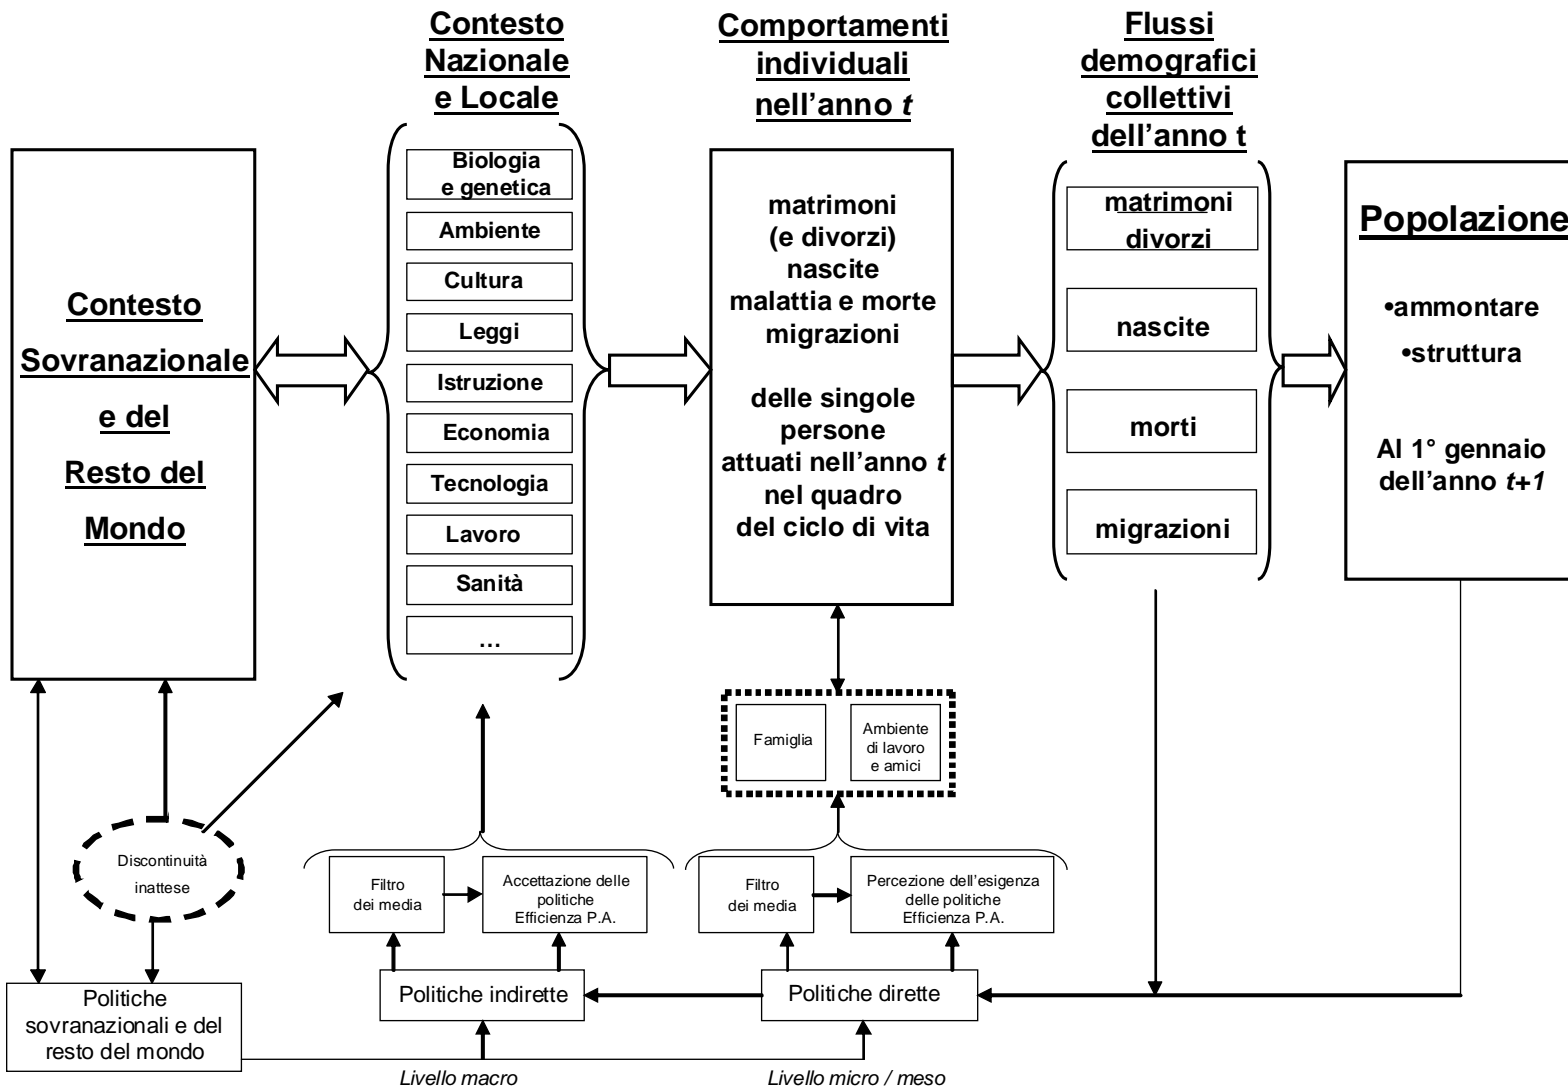 Contesto
Nazionale
e Locale
Comportamenti
individuali
nell'anno t
Flussi
demografici
collettivi
dell'anno t
Contesto
Sovranazionale
e del
Resto del
Mondo
Biologia
e genetica
Ambiente
Cultura
Leggi
Istruzione
Economia
Tecnologia
Lavoro
Sanità
...
matrimoni
(e divorzi)
nascite
malattia e morte
migrazioni
delle singole
persone
attuati nell'anno t
nel quadro
del ciclo di vita
matrimoni
divorzi
nascite
morti
migrazioni
Popolazione
•ammontare
•struttura
Al 1° gennaio
dell'anno t+1
Famiglia
Ambiente
di lavoro
e amici
Discontinuità
inattese
Filtro
dei media
Accettazione delle
politiche
Efficienza P.A.
Filtro
dei media
Percezione dell'esigenza
delle politiche
Efficienza P.A.
Politiche
sovranazionali e del
resto del mondo
Politiche indirette
Politiche dirette
Livello macro
Livello micro / meso